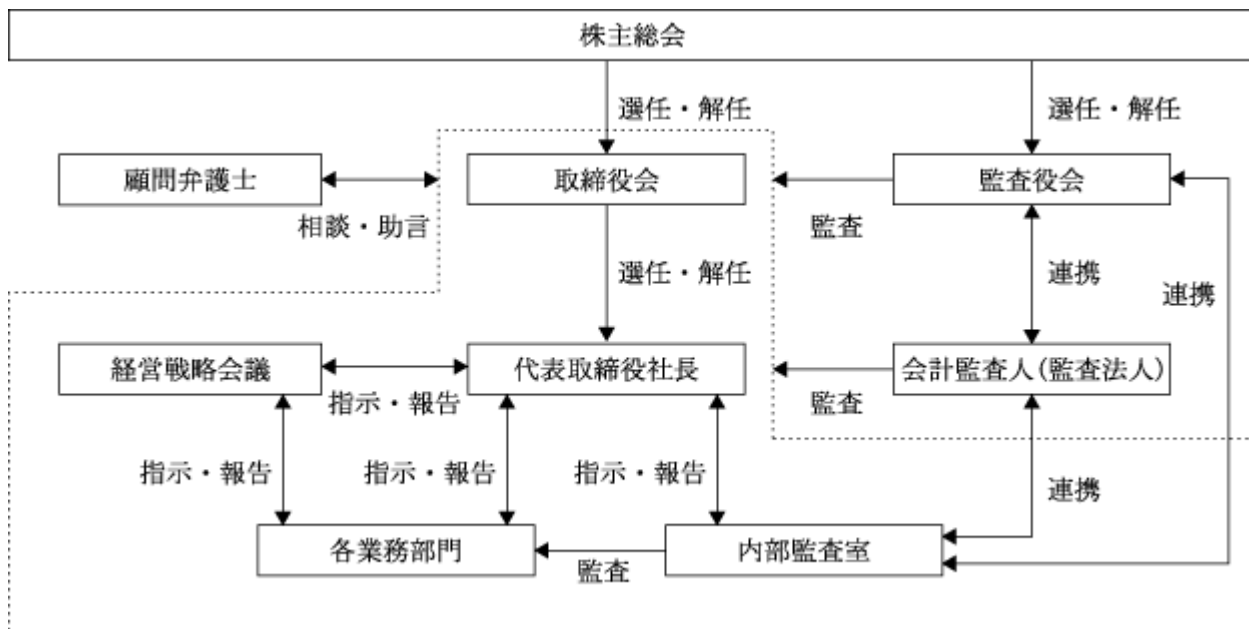 株主総会
選任・解任
選任・解任
顧問弁護士
取締役会
監査役会
相談・助言
監査
選任・解任
連携
連携
経営戦略会議
代表取締役社長
会計監査人(監査法人)
指示・報告
監査
指示・報告
指示・報告
指示・報告
連携
各業務部門
内部監査室
監査